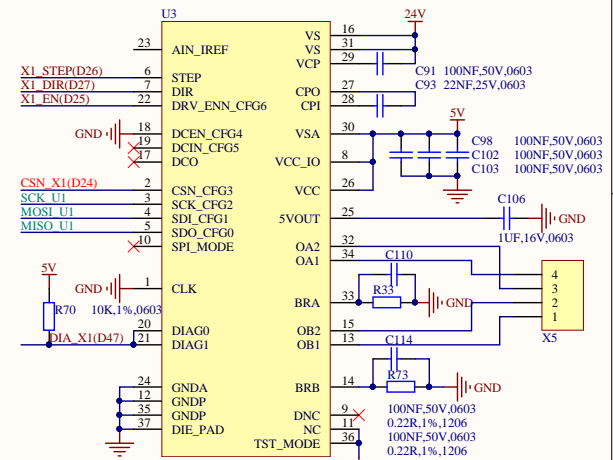 U3
24V
23 AIN_IREF
VS 16
VS 31
VCP 29
C91 100NF,50V,0603
C93 22NF,25V,0603
X1_STEP(D26) 6 STEP
X1_DIR(D27) 7 DIR
X1_EN(D25) 22 DRV_ENN_CFG6
CPO 27
CPI 28
5V
GND 18 DCEN_CFG4
19 DCIN_CFG5
17 DCO
VSA 30
VCC_IO 8
VCC 26
C98 100NF,50V,0603
C102 100NF,50V,0603
C103 100NF,50V,0603
CSN_X1(D24) 2 CSN_CFG3
SCK_U1 3 SCK_CFG2
MOSI_U1 4 SDI_CFG1
MISO_U1 5 SDO_CFG0
10 SPI_MODE
5VOUT 25
C106
GND
1UF,16V,0603
OA2 32
OA1 34
C110
4
3
2
1
X5
5V
GND 1 CLK
R70 10K,1%,0603
BRA 33
R33
GND
DIA_X1(D47)
20 DIAG0
21 DIAG1
OB2 15
OB1 13
C114
R73
24 GNDA
12 GNDP
35 GNDP
37 DIE_PAD
BRB 14
GND
DNC 9
NC 11
TST_MODE 36
100NF,50V,0603
0.22R,1%,1206
100NF,50V,0603
0.22R,1%,1206